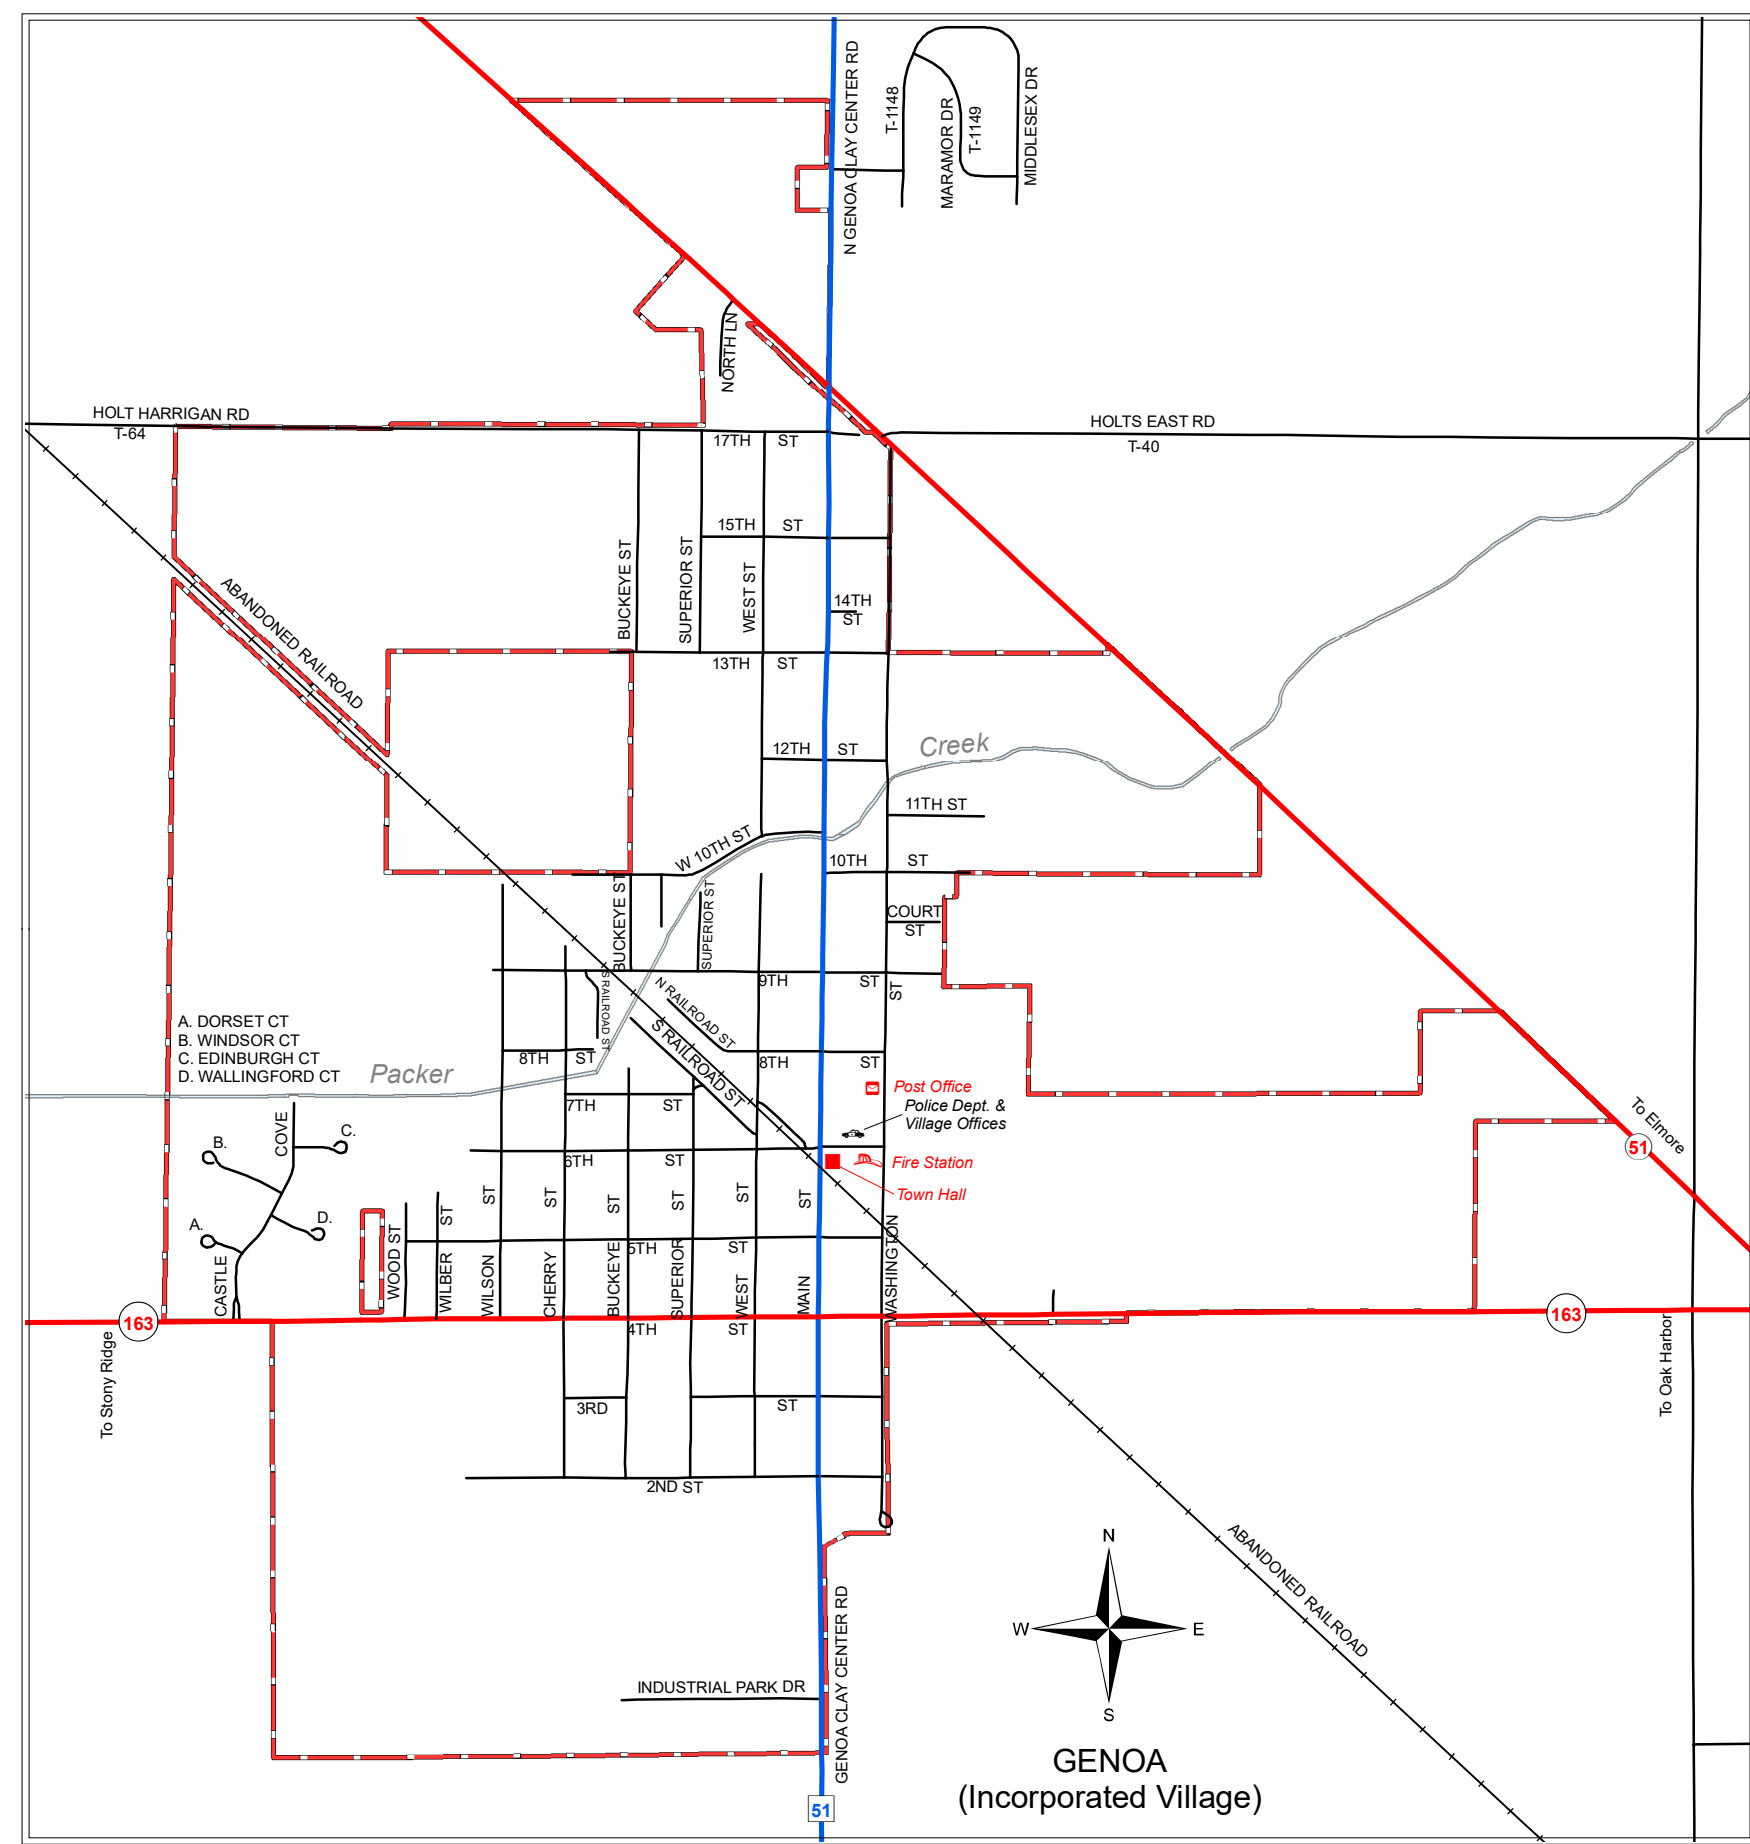 N GENOA CLAY CENTER RD
T-1148
MARAMOR DR
T-1149
MIDDLESEX DR
NORTH LN
HOLT HARRIGAN RD
T-64
HOLTS EAST RD
T-40
17TH ST
15TH ST
BUCKEYE ST
SUPERIOR ST
WEST ST
14TH
ST
ABANDONED RAILROAD
13TH ST
12TH ST
Creek
11TH ST
W 10TH ST
10TH ST
BUCKEYE ST
SUPERIOR ST
COURT
ST
9TH ST
ST
S RAILROAD ST
N RAILROAD ST
S RAILROAD ST
A. DORSET CT
B. WINDSOR CT
C. EDINBURGH CT
D. WALLINGFORD CT
Packer
8TH ST
8TH ST
Post Office
Police Dept. &
Village Offices
7TH ST
To Elmore
51
COVE
C.
B.
6TH ST
Fire Station
Town Hall
A.
D.
CASTLE
WOOD ST
WILBER ST
WILSON ST
CHERRY ST
BUCKEYE ST
SUPERIOR ST
WEST ST
MAIN ST
WASHINGTON
5TH ST
163
163
4TH ST
To Stony Ridge
To Oak Harbor
3RD ST
2ND ST
ABANDONED RAILROAD
N
W E
S
GENOA CLAY CENTER RD
INDUSTRIAL PARK DR
GENOA
(Incorporated Village)
51